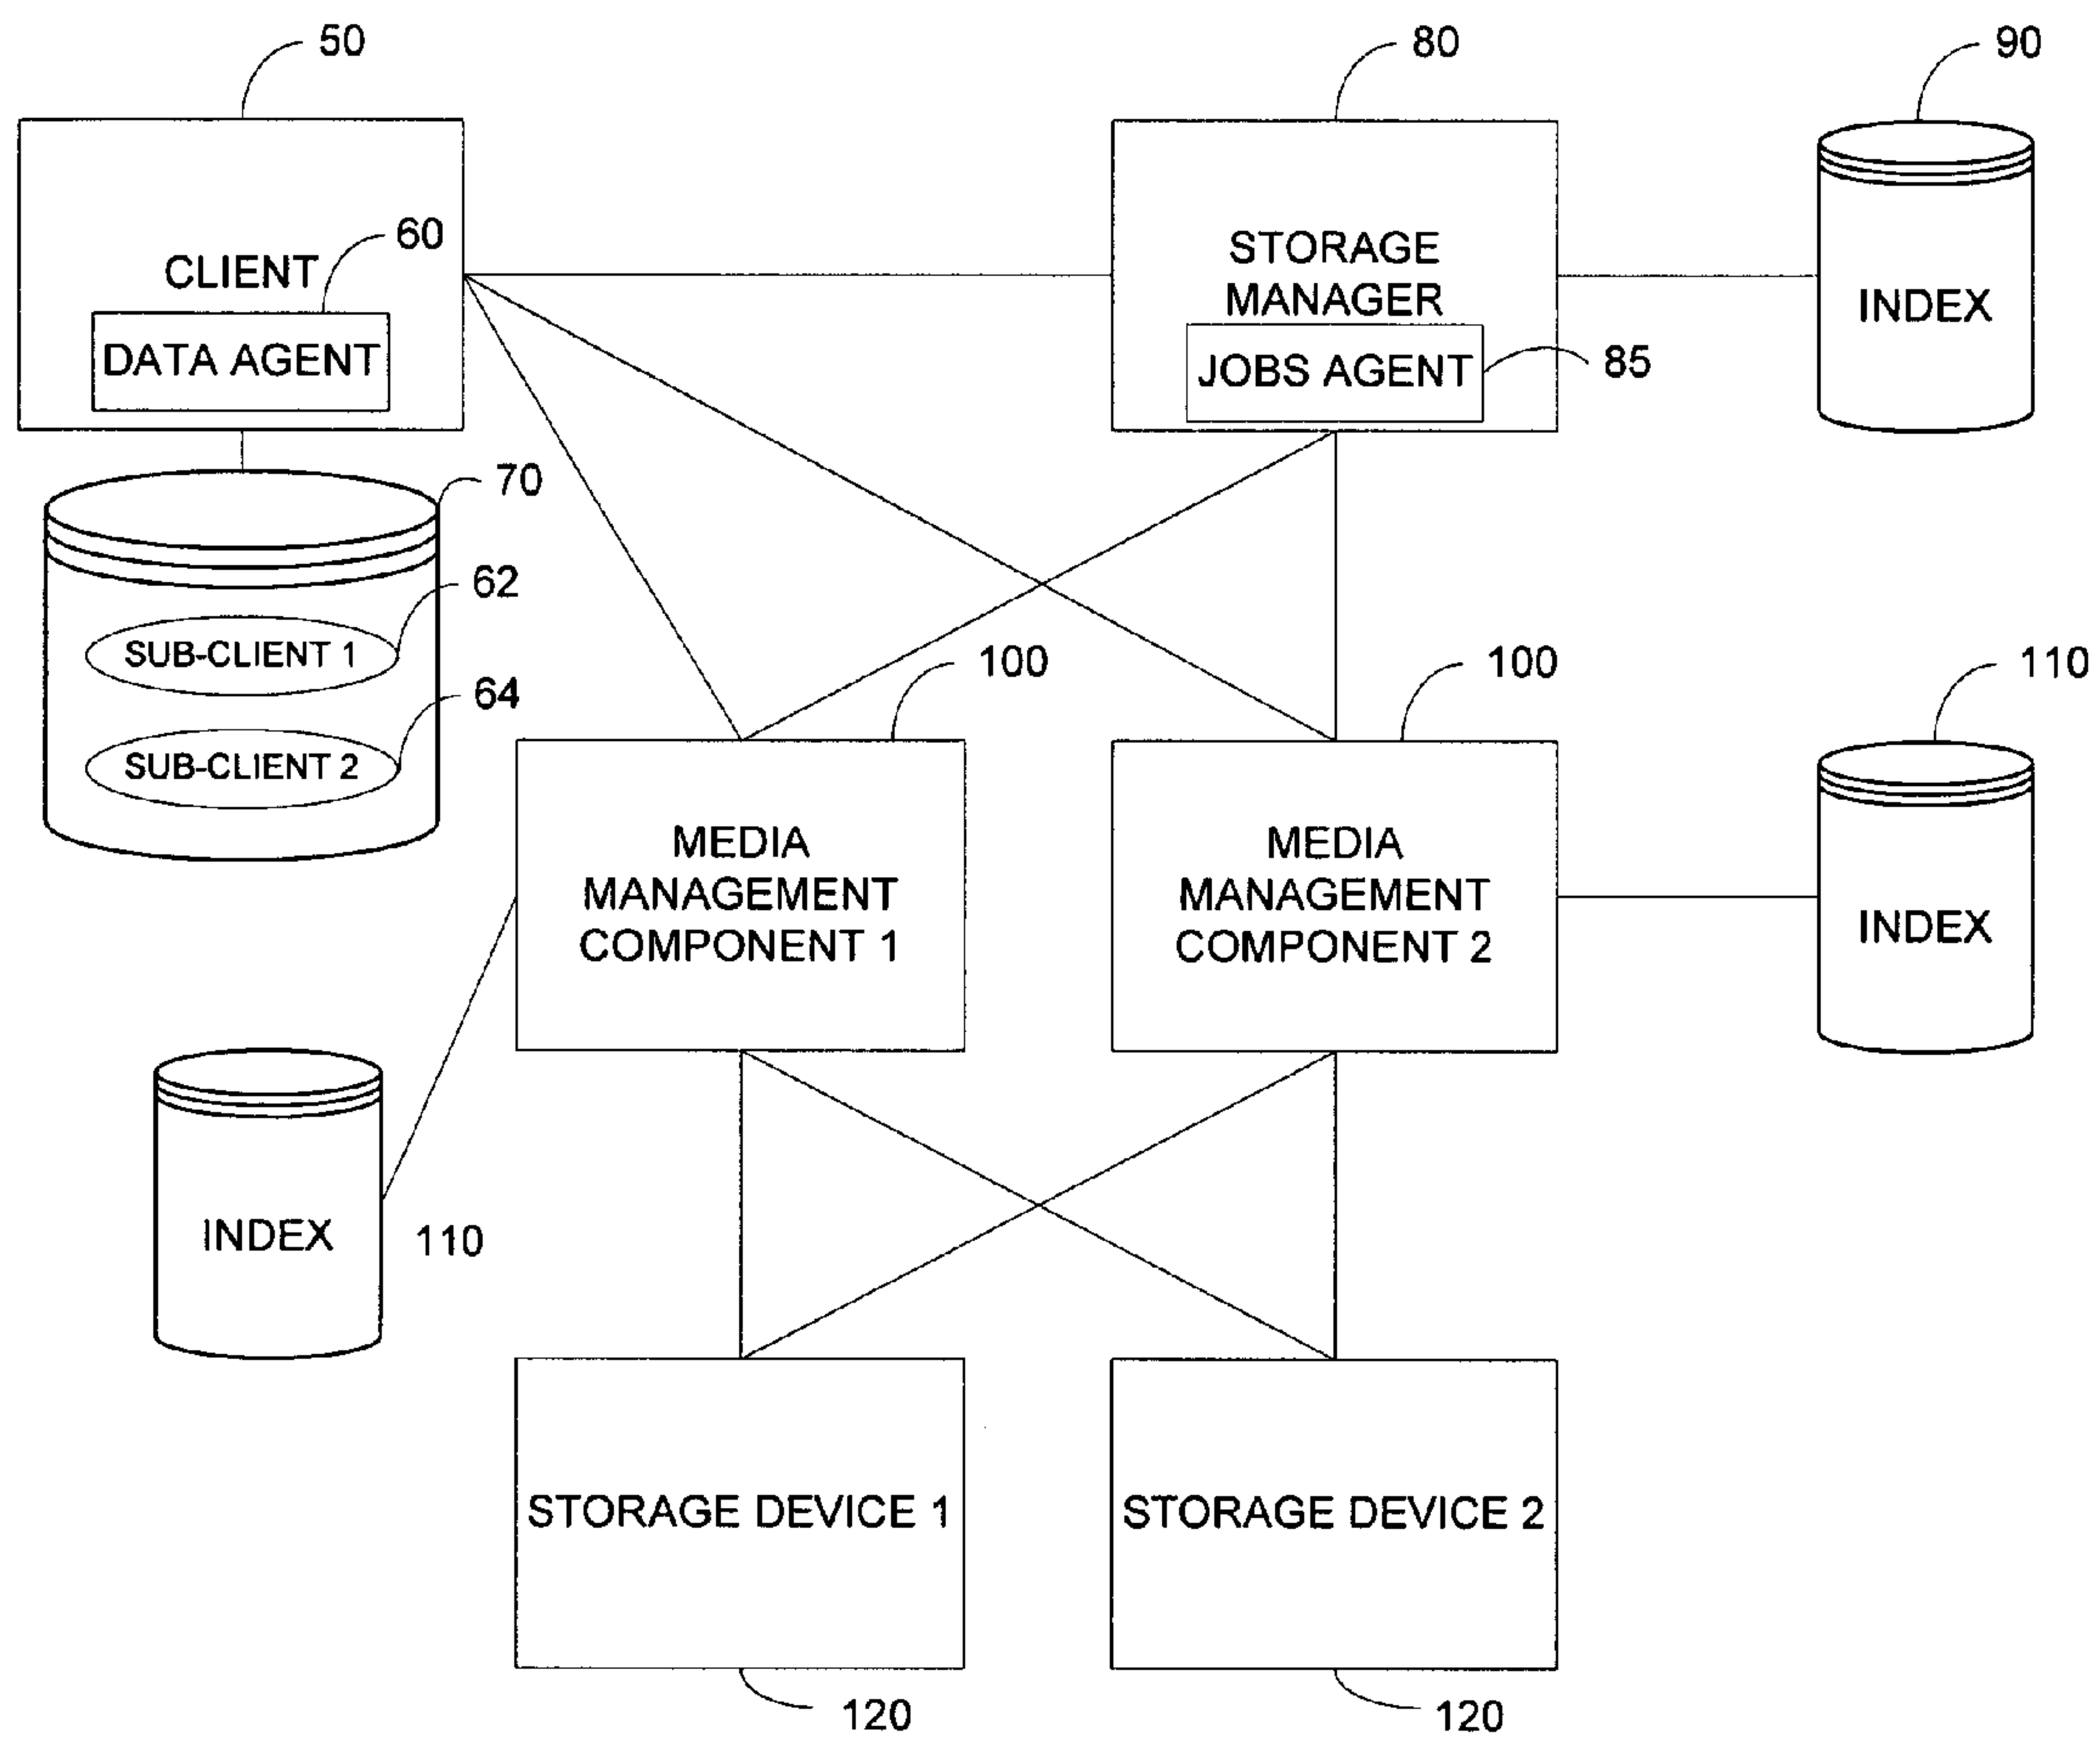 50
80
90
60
CLIENT
DATA AGENT
STORAGE
MANAGER
JOBS AGENT
85
INDEX
70
62
SUB-CLIENT 1
64
SUB-CLIENT 2
100
100
110
MEDIA
MANAGEMENT
COMPONENT 1
MEDIA
MANAGEMENT
COMPONENT 2
INDEX
INDEX
110
STORAGE DEVICE 1
STORAGE DEVICE 2
120
120